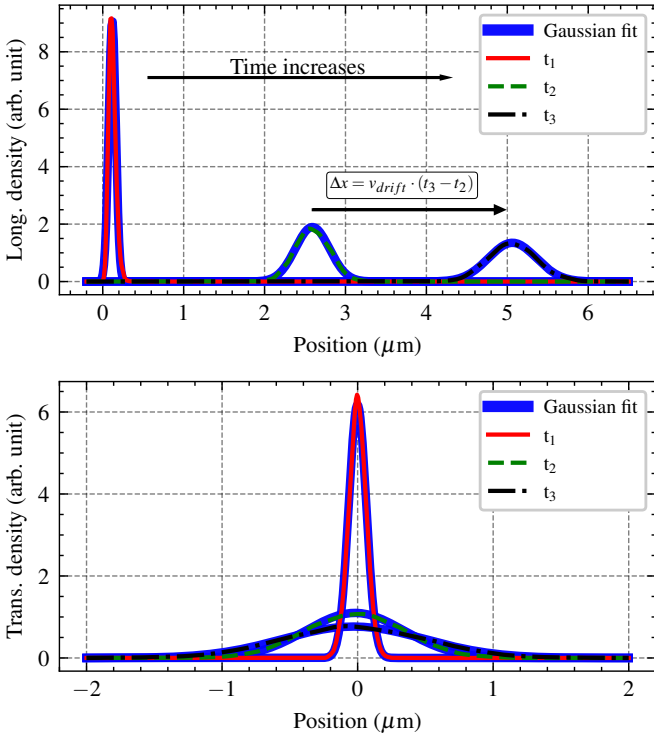 Gaussian fit
t₁
t₂
t₃
Time increases
Δx = v_drift · (t₃ − t₂)
Long. density (arb. unit)
8
6
4
2
0
0 1 2 3 4 5 6
Position (μm)
Gaussian fit
t₁
t₂
t₃
Trans. density (arb. unit)
6
4
2
0
−2 −1 0 1 2
Position (μm)